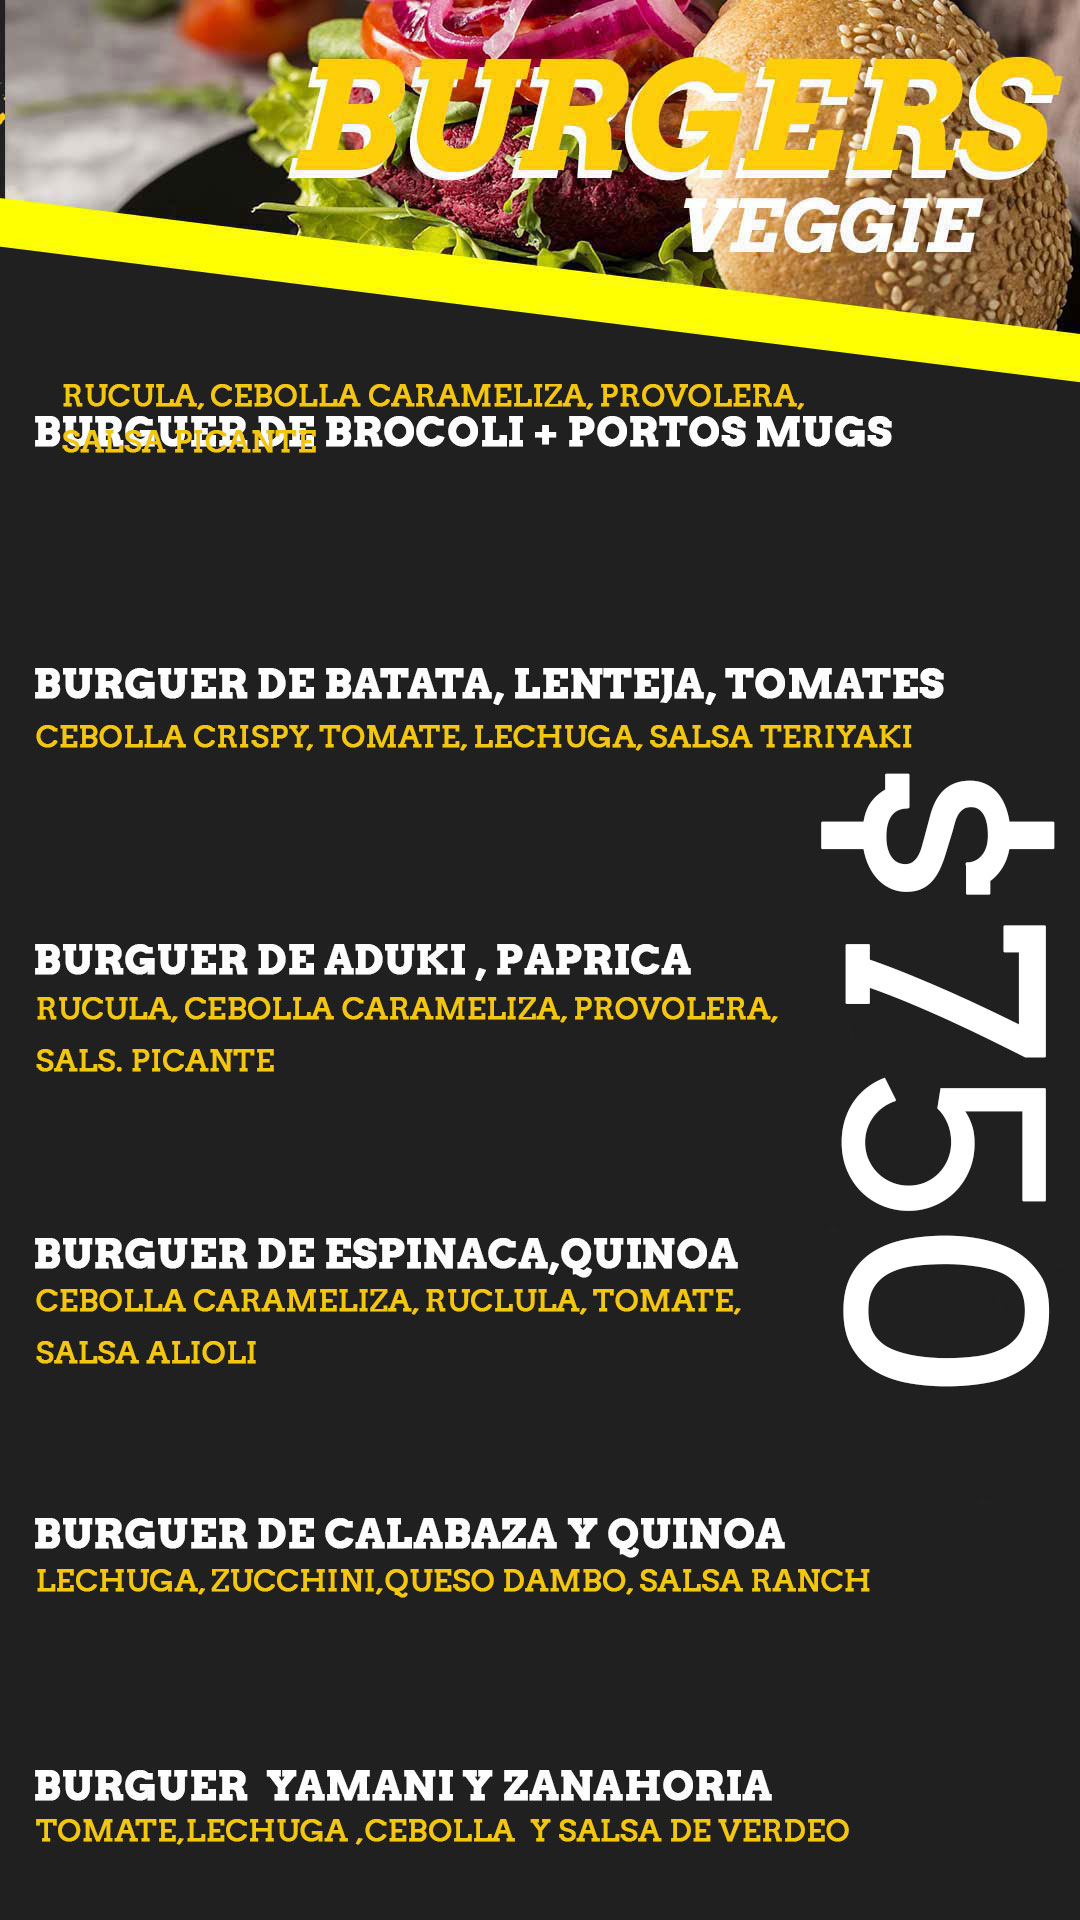 BURGERS
VEGGIE
RUCULA, CEBOLLA CARAMELIZA, PROVOLERA,
BURGUER DE BROCOLI + PORTOS MUGS
SALSA PICANTE
BURGUER DE BATATA, LENTEJA, TOMATES
CEBOLLA CRISPY, TOMATE, LECHUGA, SALSA TERIYAKI
$750
BURGUER DE ADUKI , PAPRICA
RUCULA, CEBOLLA CARAMELIZA, PROVOLERA,
SALS. PICANTE
BURGUER DE ESPINACA,QUINOA
CEBOLLA CARAMELIZA, RUCLULA, TOMATE,
SALSA ALIOLI
BURGUER DE CALABAZA Y QUINOA
LECHUGA, ZUCCHINI,QUESO DAMBO, SALSA RANCH
BURGUER YAMANI Y ZANAHORIA
TOMATE,LECHUGA ,CEBOLLA Y SALSA DE VERDEO